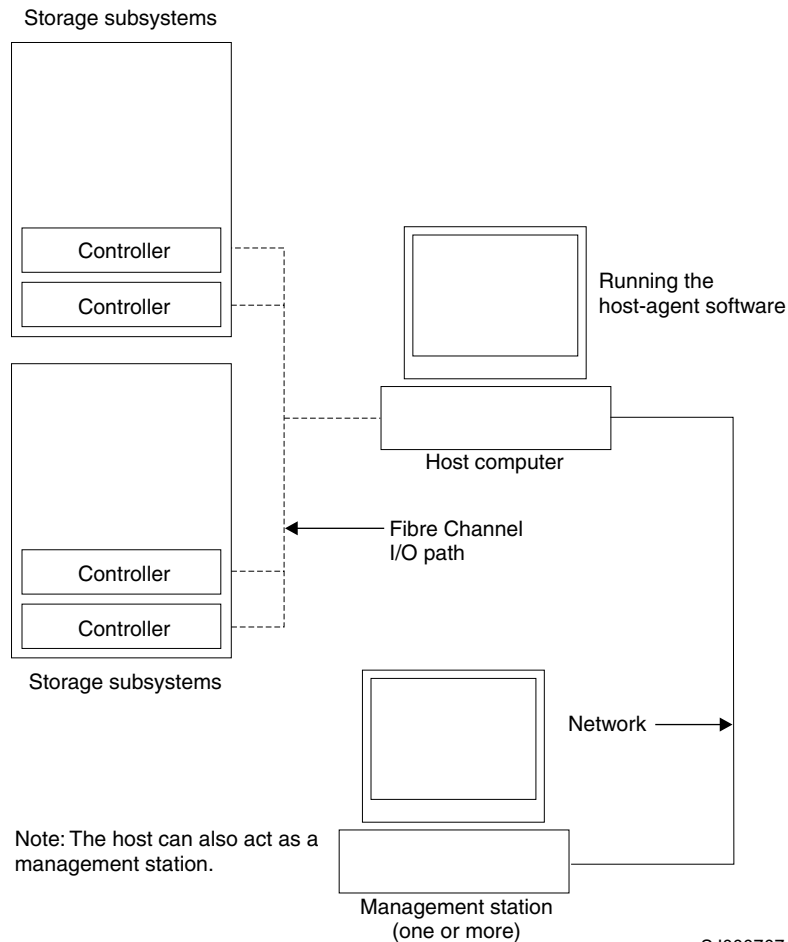 Storage subsystems
Controller
Controller
Running the
host-agent software
Host computer
Fibre Channel
I/O path
Controller
Controller
Storage subsystems
Network
Note: The host can also act as a
management station.
Management station
(one or more)